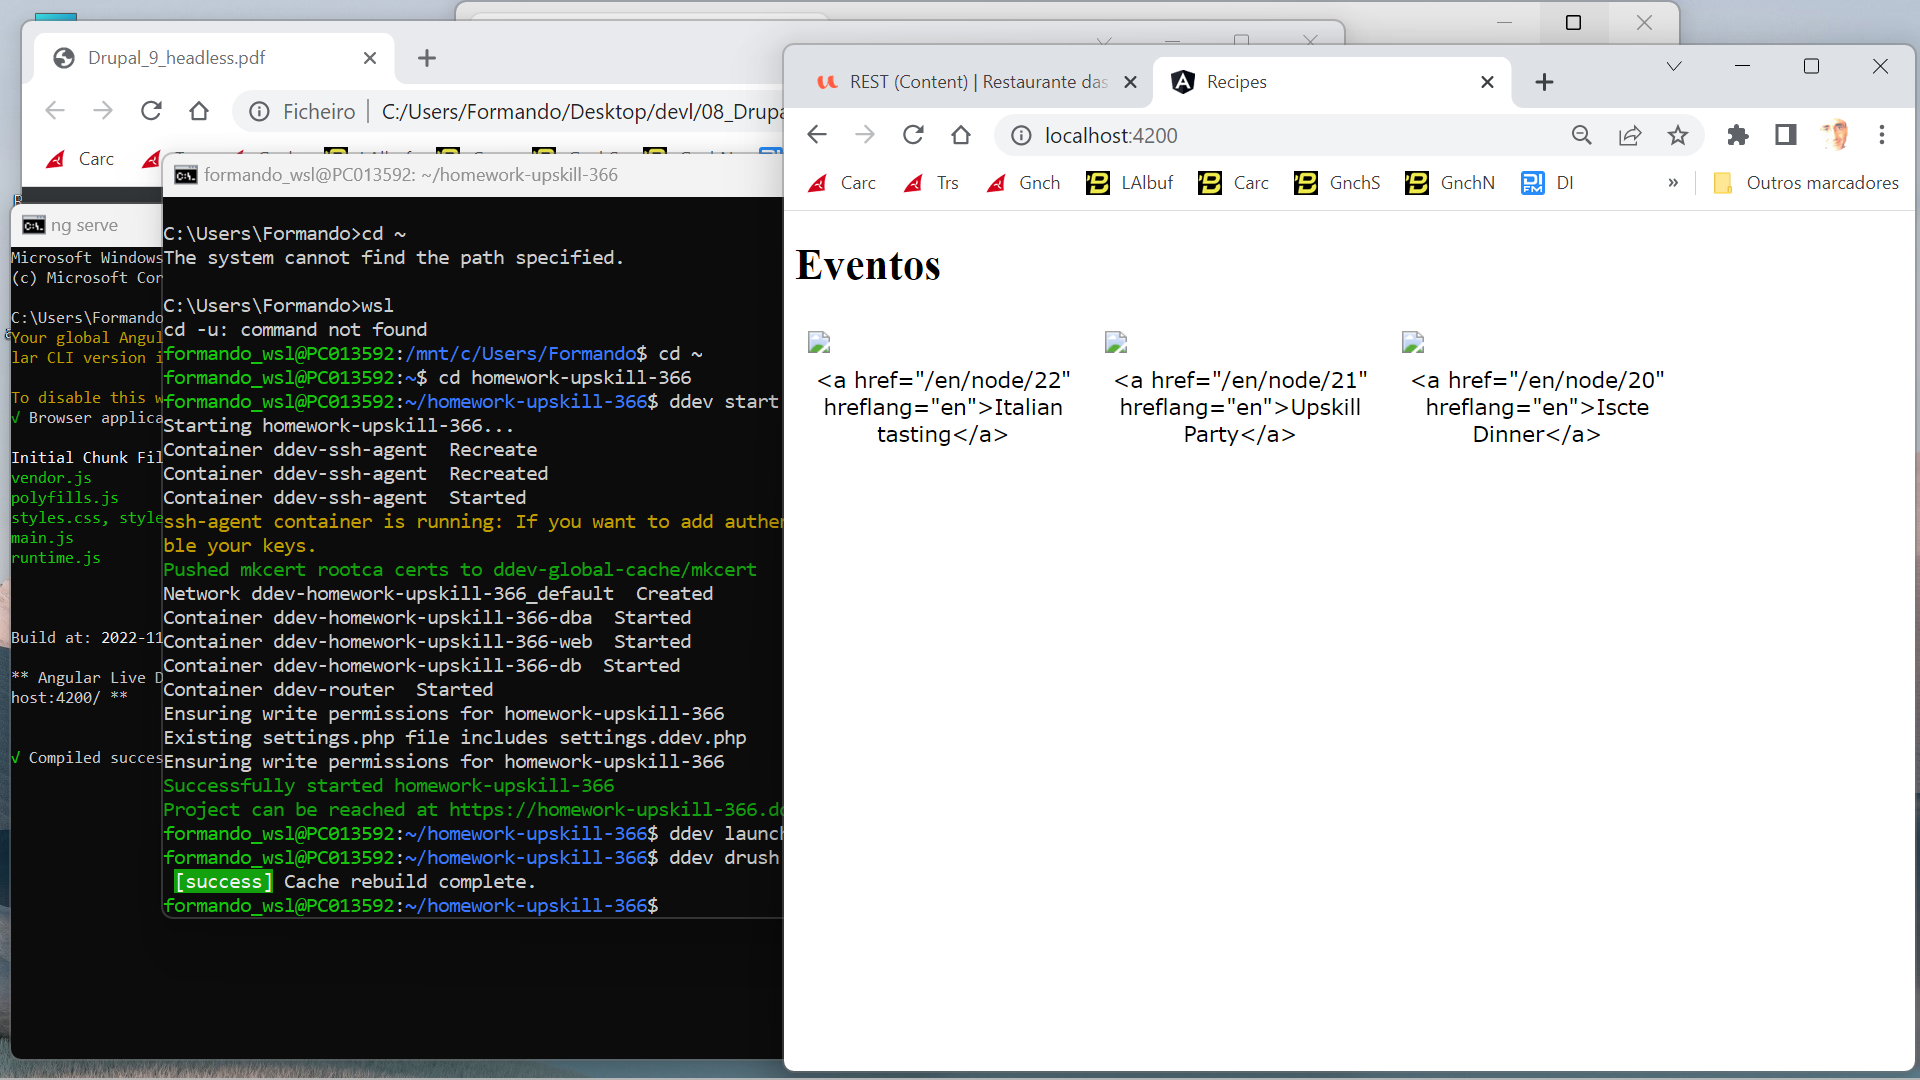 Drupal_9_headless.pdf
Ficheiro
C:/Users/Formando/Desktop/devl/08_Drupa
Carc
ng serve
Microsoft Windows
(c) Microsoft Cor
C:\Users\Formando
Your global Angul
lar CLI version i
To disable this w
√ Browser applica
Initial Chunk Fil
vendor.js
polyfills.js
styles.css, style
main.js
runtime.js
Build at: 2022-11
** Angular Live D
host:4200/ **
√ Compiled succes
formando_wsl@PC013592: ~/homework-upskill-366
C:\Users\Formando>cd ~
The system cannot find the path specified.
C:\Users\Formando>wsl
cd -u: command not found
formando_wsl@PC013592:/mnt/c/Users/Formando$ cd ~
formando_wsl@PC013592:~$ cd homework-upskill-366
formando_wsl@PC013592:~/homework-upskill-366$ ddev start
Starting homework-upskill-366...
Container ddev-ssh-agent  Recreate
Container ddev-ssh-agent  Recreated
Container ddev-ssh-agent  Started
ssh-agent container is running: If you want to add auther
ble your keys.
Pushed mkcert rootca certs to ddev-global-cache/mkcert
Network ddev-homework-upskill-366_default  Created
Container ddev-homework-upskill-366-dba  Started
Container ddev-homework-upskill-366-web  Started
Container ddev-homework-upskill-366-db  Started
Container ddev-router  Started
Ensuring write permissions for homework-upskill-366
Existing settings.php file includes settings.ddev.php
Ensuring write permissions for homework-upskill-366
Successfully started homework-upskill-366
Project can be reached at https://homework-upskill-366.dd
formando_wsl@PC013592:~/homework-upskill-366$ ddev launch
formando_wsl@PC013592:~/homework-upskill-366$ ddev drush
[success] Cache rebuild complete.
formando_wsl@PC013592:~/homework-upskill-366$
REST (Content) | Restaurante das
Recipes
localhost:4200
Carc
Trs
Gnch
LAlbuf
Carc
GnchS
GnchN
DI FM
DI
»
Outros marcadores
Eventos
<a href="/en/node/22"
hreflang="en">Italian
tasting</a>
<a href="/en/node/21"
hreflang="en">Upskill
Party</a>
<a href="/en/node/20"
hreflang="en">Iscte
Dinner</a>